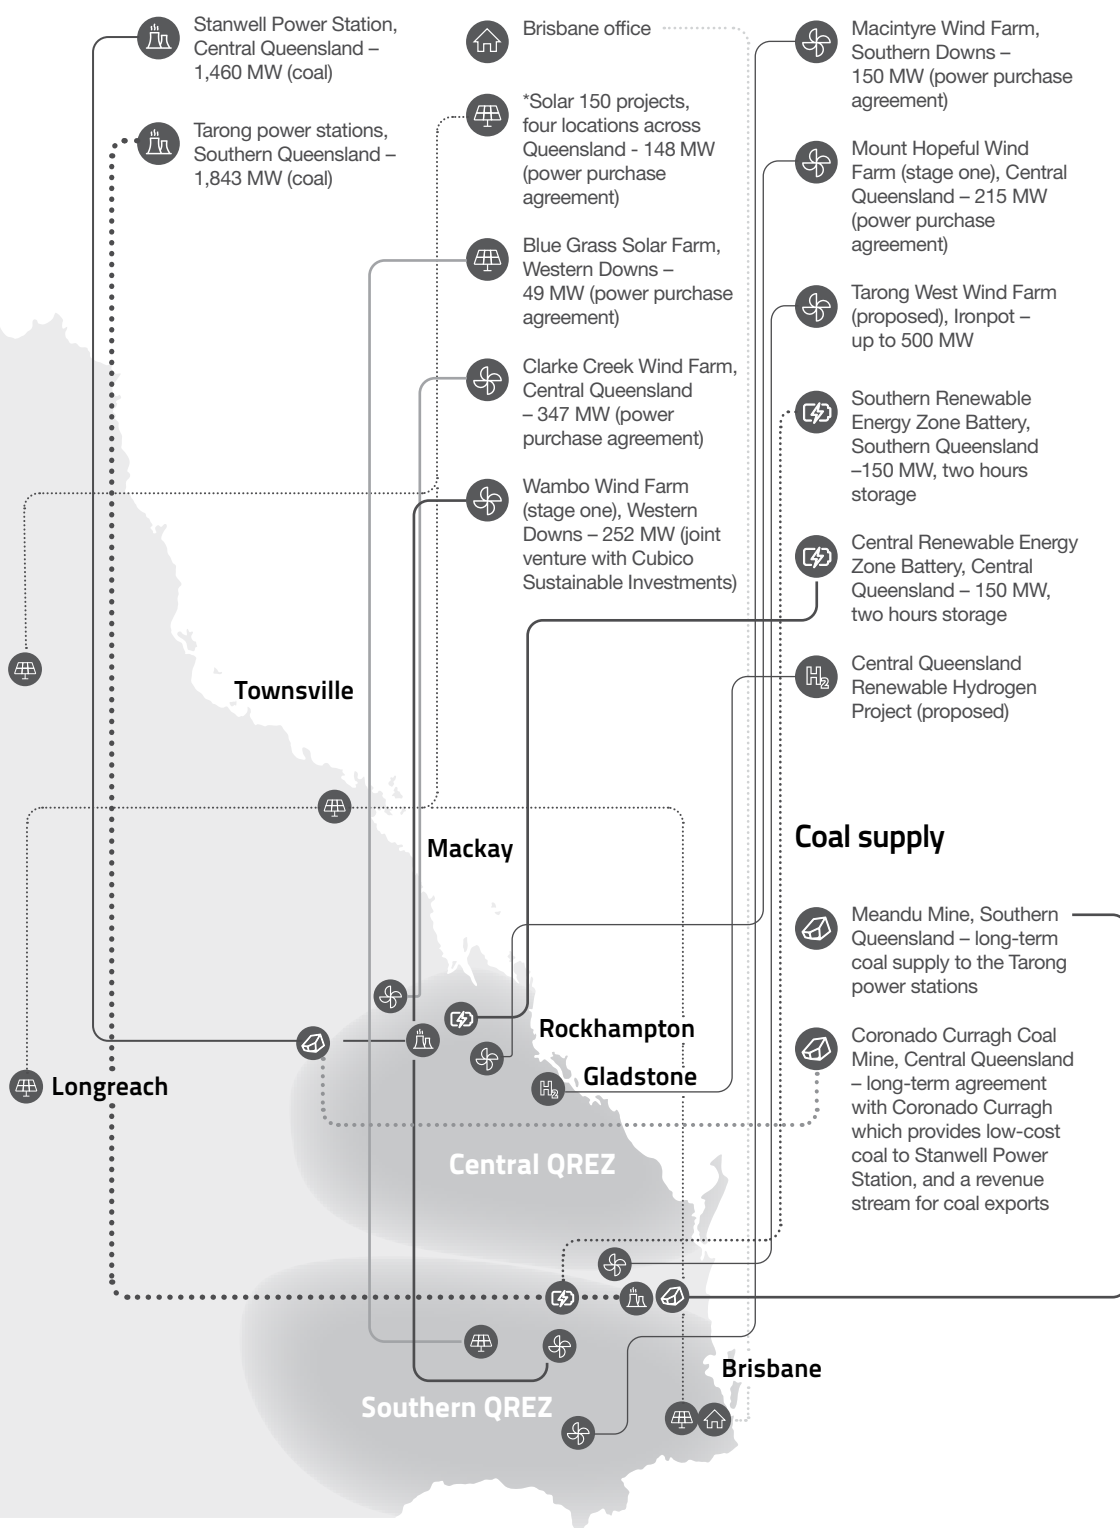 Stanwell Power Station,
Central Queensland –
1,460 MW (coal)
Tarong power stations,
Southern Queensland –
1,843 MW (coal)
Brisbane office
*Solar 150 projects,
four locations across
Queensland - 148 MW
(power purchase
agreement)
Blue Grass Solar Farm,
Western Downs –
49 MW (power purchase
agreement)
Clarke Creek Wind Farm,
Central Queensland
– 347 MW (power
purchase agreement)
Wambo Wind Farm
(stage one), Western
Downs – 252 MW (joint
venture with Cubico
Sustainable Investments)
Macintyre Wind Farm,
Southern Downs –
150 MW (power purchase
agreement)
Mount Hopeful Wind
Farm (stage one), Central
Queensland – 215 MW
(power purchase
agreement)
Tarong West Wind Farm
(proposed), Ironpot –
up to 500 MW
Southern Renewable
Energy Zone Battery,
Southern Queensland
–150 MW, two hours
storage
Central Renewable Energy
Zone Battery, Central
Queensland – 150 MW,
two hours storage
H2
Central Queensland
Renewable Hydrogen
Project (proposed)
Coal supply
Meandu Mine, Southern
Queensland – long-term
coal supply to the Tarong
power stations
Coronado Curragh Coal
Mine, Central Queensland
– long-term agreement
with Coronado Curragh
which provides low-cost
coal to Stanwell Power
Station, and a revenue
stream for coal exports
Townsville
Mackay
Rockhampton
Gladstone
H2
Longreach
Central QREZ
Brisbane
Southern QREZ